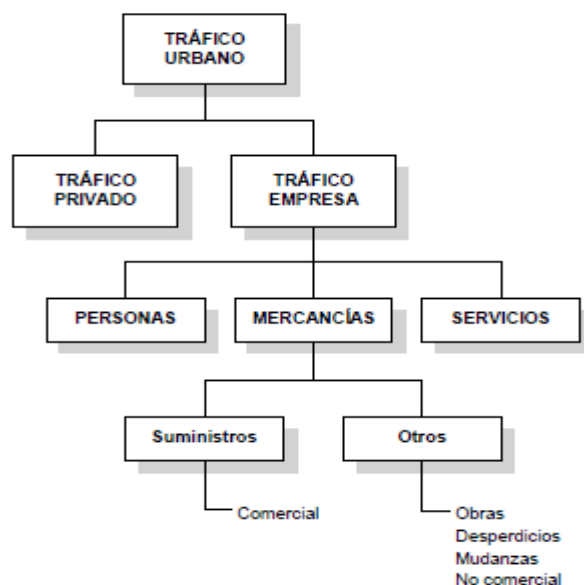 TRÁFICO
URBANO
TRÁFICO
PRIVADO
TRÁFICO
EMPRESA
PERSONAS
MERCANCÍAS
SERVICIOS
Suministros
Otros
Comercial
Obras
Desperdicios
Mudanzas
No comercial